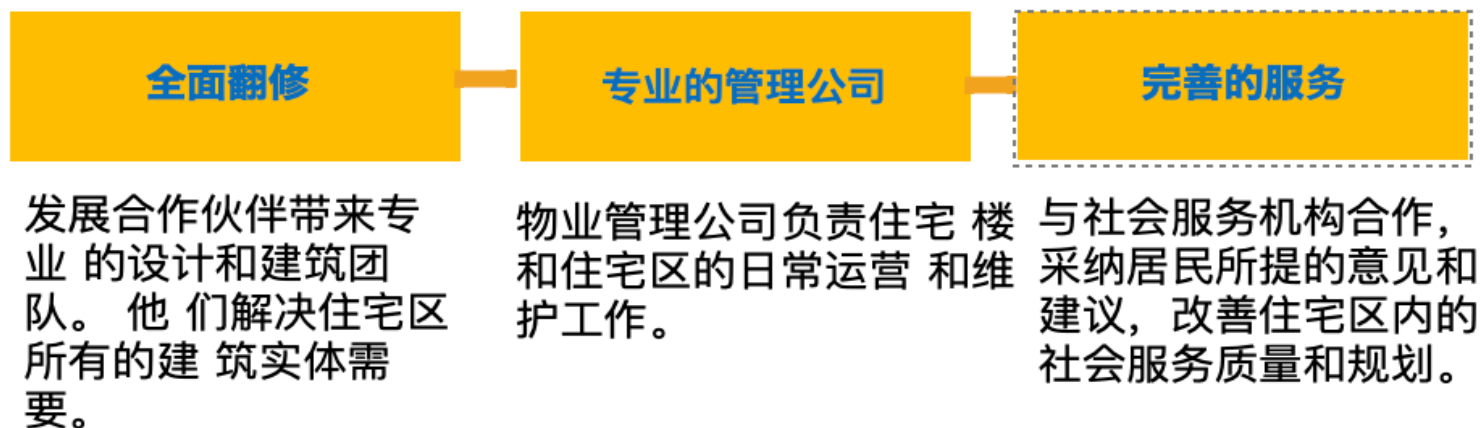 全面翻修
专业的管理公司
完善的服务
发展合作伙伴带来专
业 的设计和建筑团
队。 他 们解决住宅区
所有的建 筑实体需
要。
物业管理公司负责住宅 楼
和住宅区的日常运营 和维
护工作。
与社会服务机构合作，
采纳居民所提的意见和
建议，改善住宅区内的
社会服务质量和规划。